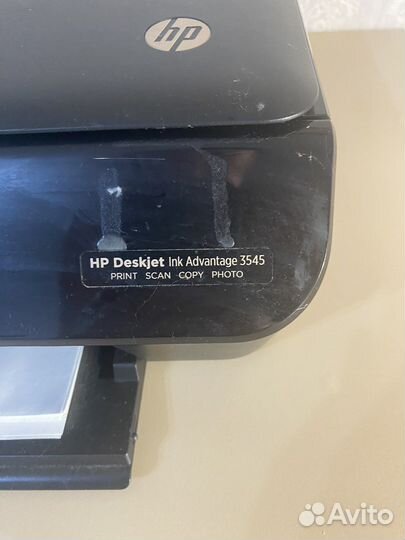 hp
HP Deskjet Ink Advantage 3545
PRINT SCAN COPY PHOTO
Avito